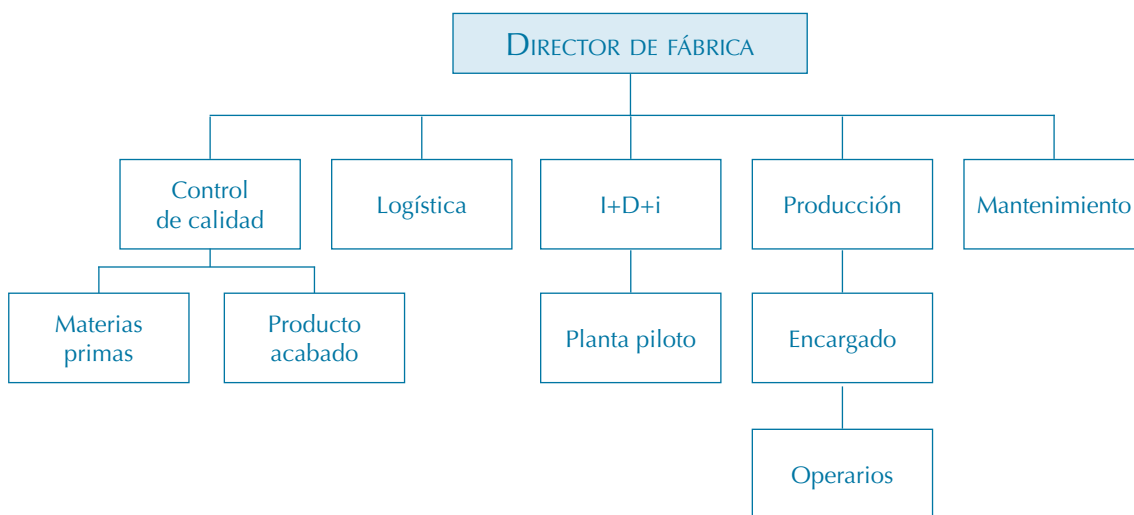 DIRECTOR DE FÁBRICA
Control
de calidad
Logística
I+D+i
Producción
Mantenimiento
Materias
primas
Producto
acabado
Planta piloto
Encargado
Operarios